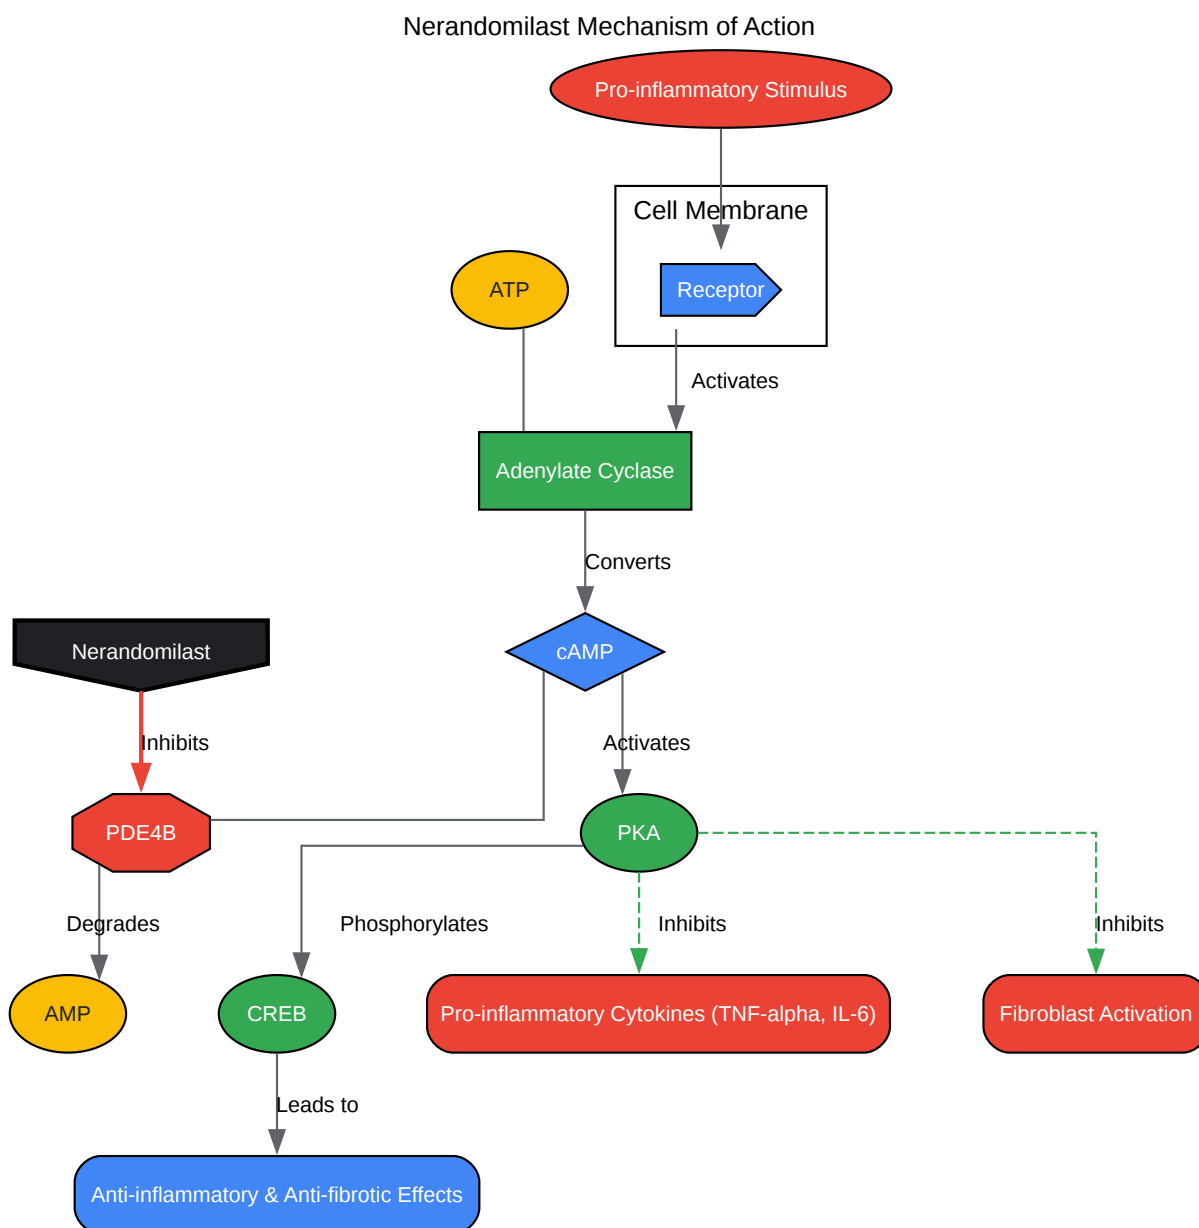 Nerandomilast Mechanism of Action
Pro-inflammatory Stimulus
Cell Membrane
ATP
Receptor
Activates
Adenylate Cyclase
Converts
Nerandomilast
cAMP
Inhibits
Activates
PDE4B
PKA
Degrades
Phosphorylates
Inhibits
Inhibits
AMP
CREB
Pro-inflammatory Cytokines (TNF-alpha, IL-6)
Fibroblast Activation
Leads to
Anti-inflammatory & Anti-fibrotic Effects